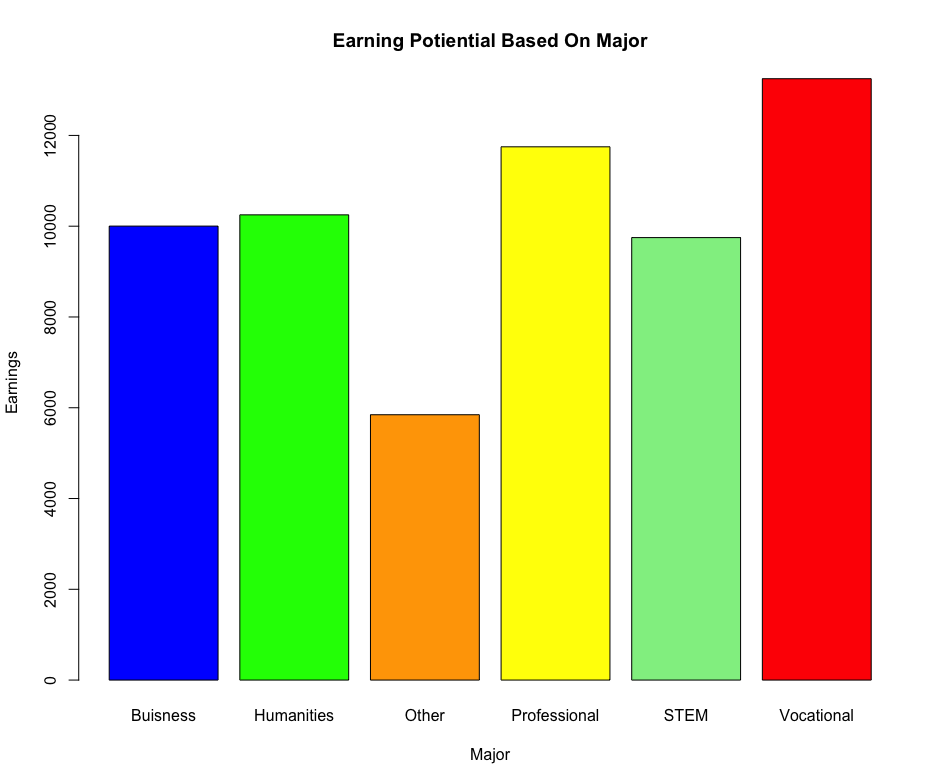 Earning Potiential Based On Major
12000
10000
8000
6000
4000
2000
0
Earnings
Buisness Humanities Other Professional STEM Vocational
Major